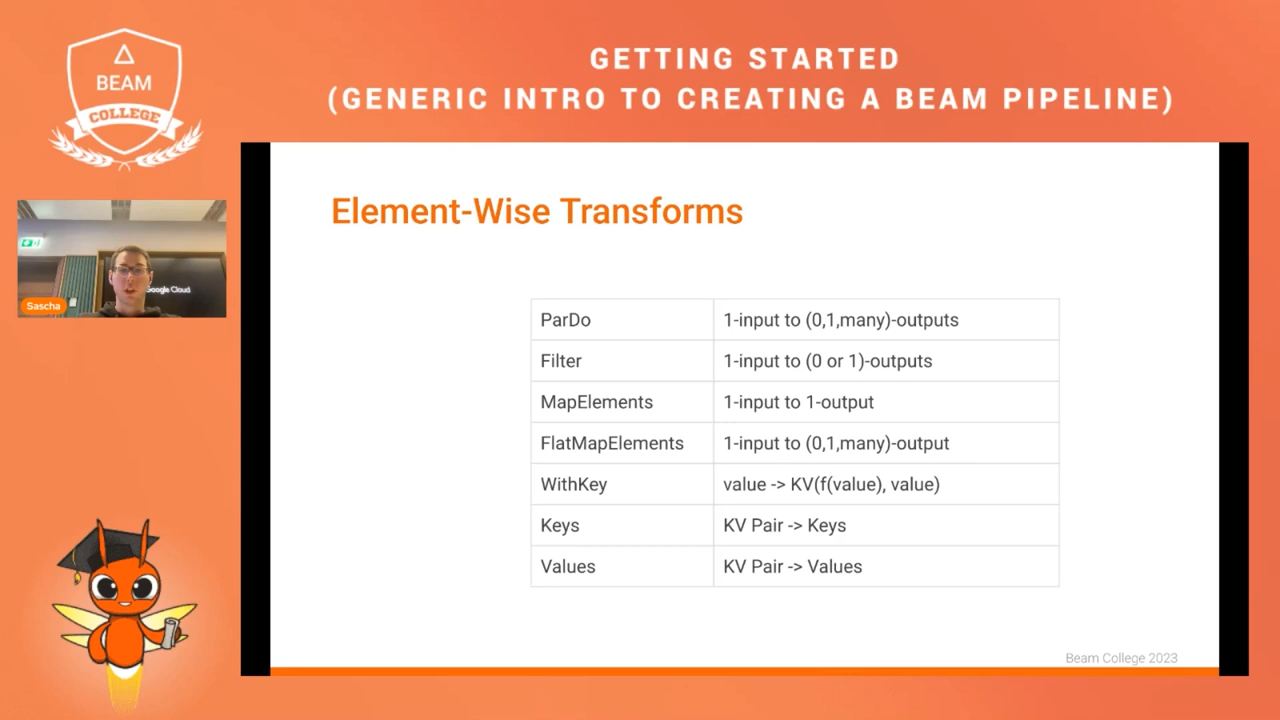 BEAM
COLLEGE
GETTING STARTED
(GENERIC INTRO TO CREATING A BEAM PIPELINE)
Sascha
Google Cloud
Element-Wise Transforms
ParDo 1-input to (0,1,many)-outputs
Filter 1-input to (0 or 1)-outputs
MapElements 1-input to 1-output
FlatMapElements 1-input to (0,1,many)-output
WithKey value -> KV(f(value), value)
Keys KV Pair -> Keys
Values KV Pair -> Values
Beam College 2023